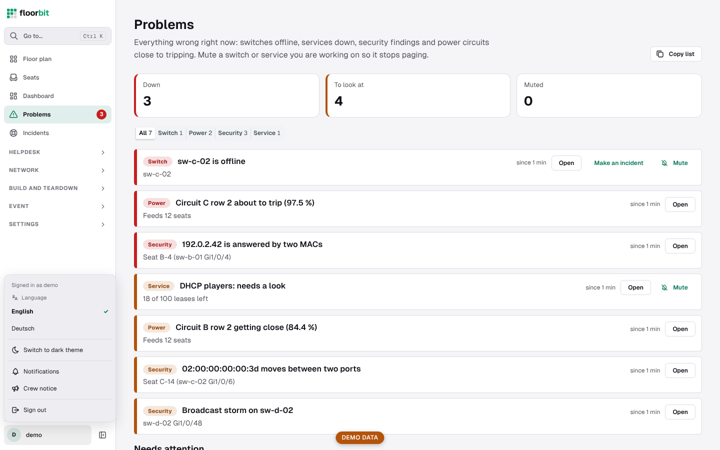 floorbit
Go to... Ctrl K
Floor plan
Seats
Dashboard
Problems 3
Incidents
HELPDESK
NETWORK
BUILD AND TEARDOWN
EVENT
SETTINGS
Signed in as demo
Language
English
Deutsch
Switch to dark theme
Notifications
Crew notice
Sign out
D demo
Problems
Everything wrong right now: switches offline, services down, security findings and power circuits
close to tripping. Mute a switch or service you are working on so it stops paging.
Copy list
Down
3
To look at
4
Muted
0
All 7 Switch 1 Power 2 Security 3 Service 1
Switch sw-c-02 is offline since 1 min Open Make an incident Mute
sw-c-02
Power Circuit C row 2 about to trip (97.5 %) since 1 min Open
Feeds 12 seats
Security 192.0.2.42 is answered by two MACs since 1 min Open
Seat B-4 (sw-b-01 Gi1/0/4)
Service DHCP players: needs a look since 1 min Open Mute
18 of 100 leases left
Power Circuit B row 2 getting close (84.4 %) since 1 min Open
Feeds 12 seats
Security 02:00:00:00:00:3d moves between two ports since 1 min Open
Seat C-14 (sw-c-02 Gi1/0/6)
Security Broadcast storm on sw-d-02 since 1 min Open
sw-d-02 Gi1/0/48
DEMO DATA
Needs attention